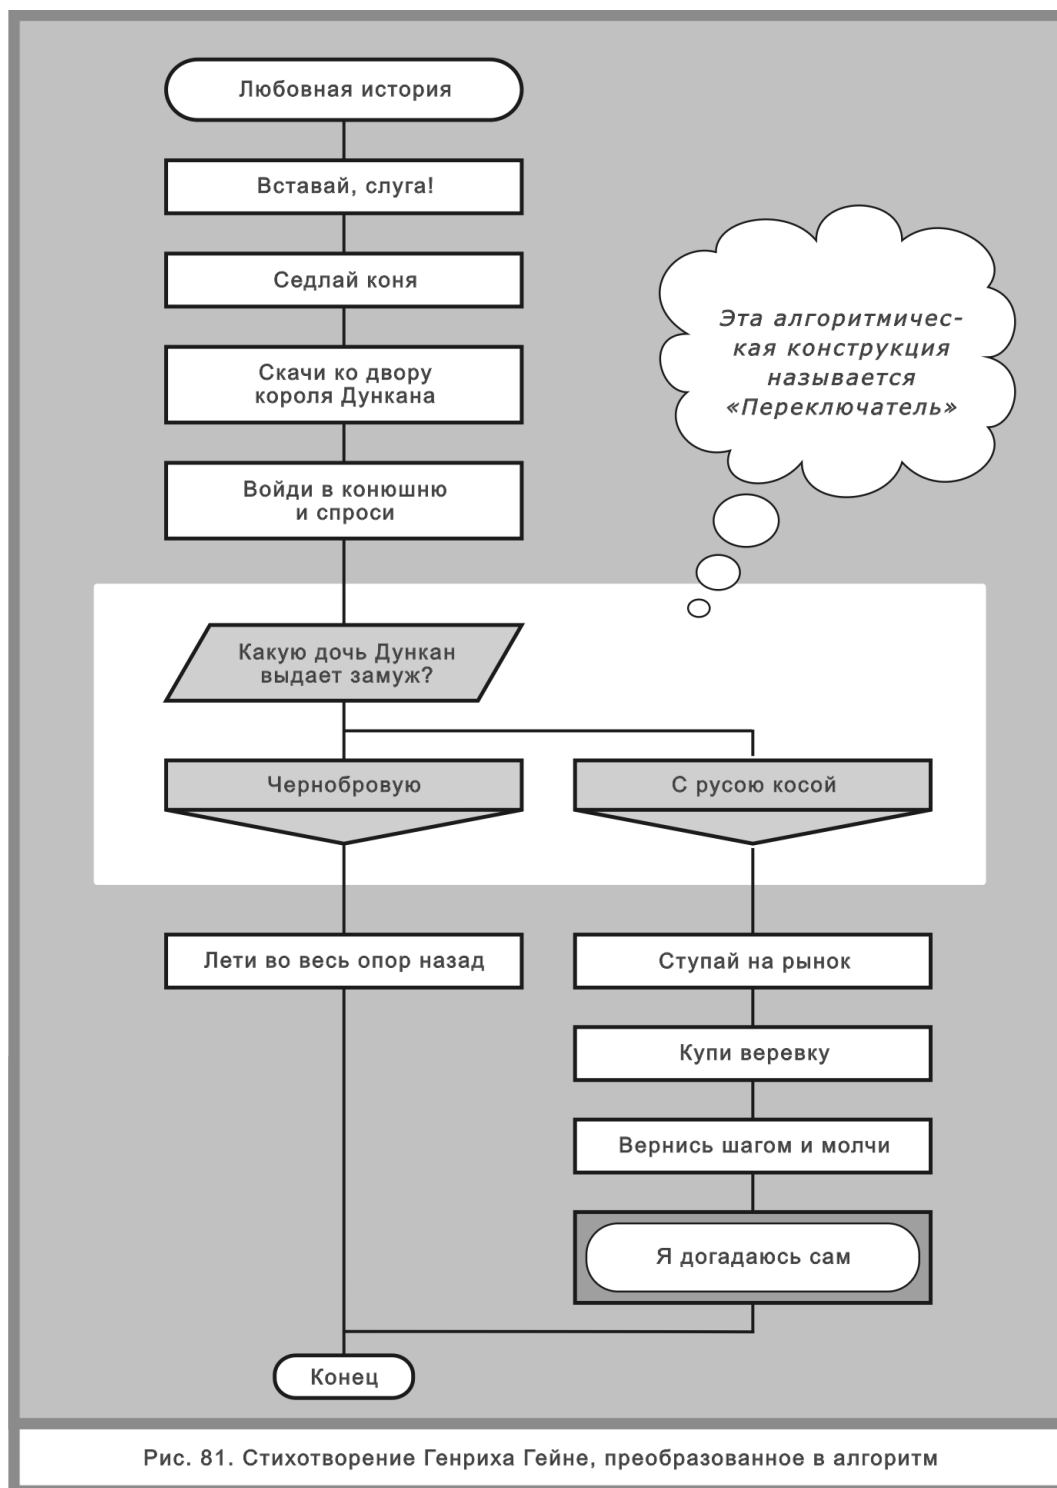 Любовная история
Вставай, слуга!
Седлай коня
Скачи ко двору
короля Дункана
Войди в конюшню
и спроси
Эта алгоритмичес-
кая конструкция
называется
«Переключатель»
Какую дочь Дункан
выдает замуж?
Чернобровую
С русою косой
Лети во весь опор назад
Ступай на рынок
Купи веревку
Вернись шагом и молчи
Я догадаюсь сам
Конец
Рис. 81. Стихотворение Генриха Гейне, преобразованное в алгоритм